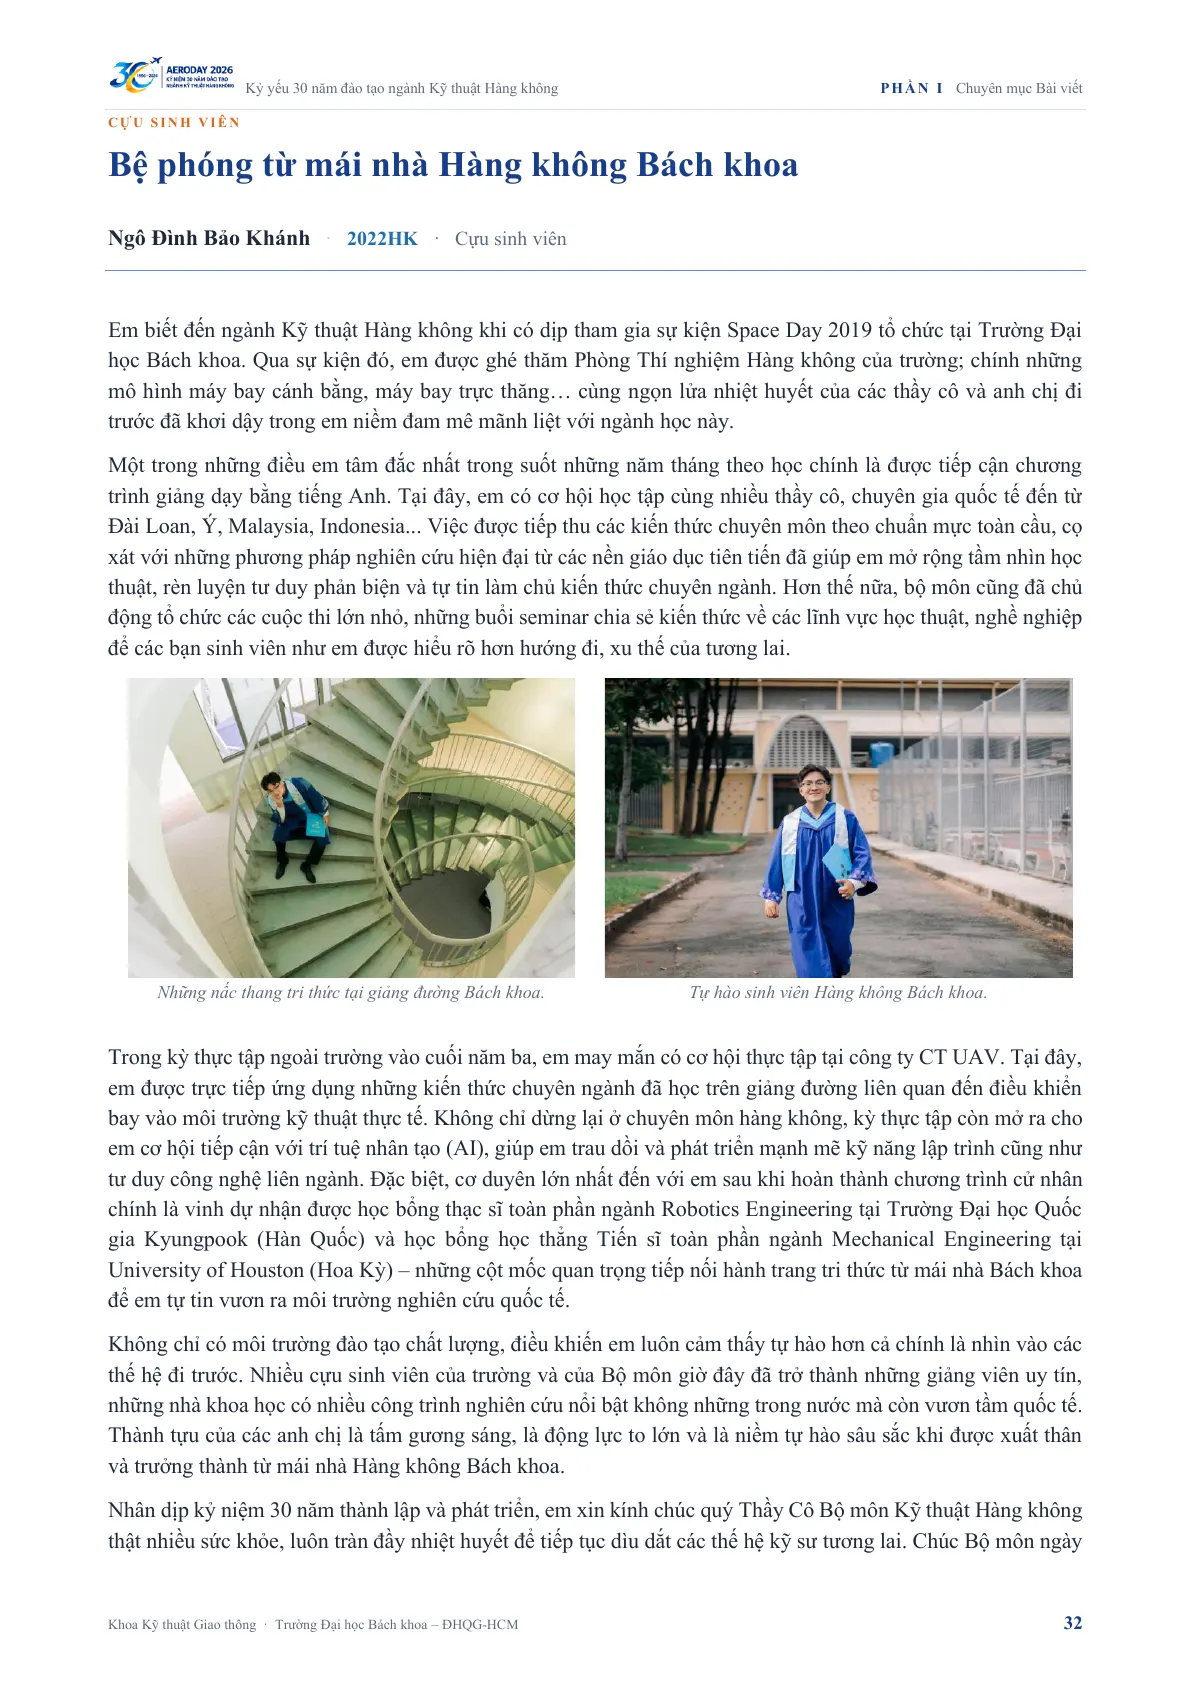 30
1996 - 2026
AERODAY 2026
KỶ NIỆM 30 NĂM ĐÀO TẠO
NGÀNH KỸ THUẬT HÀNG KHÔNG
Kỷ yếu 30 năm đào tạo ngành Kỹ thuật Hàng không
PHẦN I Chuyên mục Bài viết
CỰU SINH VIÊN
Bệ phóng từ mái nhà Hàng không Bách khoa
Ngô Đình Bảo Khánh · 2022HK · Cựu sinh viên
Em biết đến ngành Kỹ thuật Hàng không khi có dịp tham gia sự kiện Space Day 2019 tổ chức tại Trường Đại
học Bách khoa. Qua sự kiện đó, em được ghé thăm Phòng Thí nghiệm Hàng không của trường; chính những
mô hình máy bay cánh bằng, máy bay trực thăng… cùng ngọn lửa nhiệt huyết của các thầy cô và anh chị đi
trước đã khơi dậy trong em niềm đam mê mãnh liệt với ngành học này.
Một trong những điều em tâm đắc nhất trong suốt những năm tháng theo học chính là được tiếp cận chương
trình giảng dạy bằng tiếng Anh. Tại đây, em có cơ hội học tập cùng nhiều thầy cô, chuyên gia quốc tế đến từ
Đài Loan, Ý, Malaysia, Indonesia... Việc được tiếp thu các kiến thức chuyên môn theo chuẩn mực toàn cầu, cọ
xát với những phương pháp nghiên cứu hiện đại từ các nền giáo dục tiên tiến đã giúp em mở rộng tầm nhìn học
thuật, rèn luyện tư duy phản biện và tự tin làm chủ kiến thức chuyên ngành. Hơn thế nữa, bộ môn cũng đã chủ
động tổ chức các cuộc thi lớn nhỏ, những buổi seminar chia sẻ kiến thức về các lĩnh vực học thuật, nghề nghiệp
để các bạn sinh viên như em được hiểu rõ hơn hướng đi, xu thế của tương lai.
Những nấc thang tri thức tại giảng đường Bách khoa.
Tự hào sinh viên Hàng không Bách khoa.
Trong kỳ thực tập ngoài trường vào cuối năm ba, em may mắn có cơ hội thực tập tại công ty CT UAV. Tại đây,
em được trực tiếp ứng dụng những kiến thức chuyên ngành đã học trên giảng đường liên quan đến điều khiển
bay vào môi trường kỹ thuật thực tế. Không chỉ dừng lại ở chuyên môn hàng không, kỳ thực tập còn mở ra cho
em cơ hội tiếp cận với trí tuệ nhân tạo (AI), giúp em trau dồi và phát triển mạnh mẽ kỹ năng lập trình cũng như
tư duy công nghệ liên ngành. Đặc biệt, cơ duyên lớn nhất đến với em sau khi hoàn thành chương trình cử nhân
chính là vinh dự nhận được học bổng thạc sĩ toàn phần ngành Robotics Engineering tại Trường Đại học Quốc
gia Kyungpook (Hàn Quốc) và học bổng học thẳng Tiến sĩ toàn phần ngành Mechanical Engineering tại
University of Houston (Hoa Kỳ) – những cột mốc quan trọng tiếp nối hành trang tri thức từ mái nhà Bách khoa
để em tự tin vươn ra môi trường nghiên cứu quốc tế.
Không chỉ có môi trường đào tạo chất lượng, điều khiến em luôn cảm thấy tự hào hơn cả chính là nhìn vào các
thế hệ đi trước. Nhiều cựu sinh viên của trường và của Bộ môn giờ đây đã trở thành những giảng viên uy tín,
những nhà khoa học có nhiều công trình nghiên cứu nổi bật không những trong nước mà còn vươn tầm quốc tế.
Thành tựu của các anh chị là tấm gương sáng, là động lực to lớn và là niềm tự hào sâu sắc khi được xuất thân
và trưởng thành từ mái nhà Hàng không Bách khoa.
Nhân dịp kỷ niệm 30 năm thành lập và phát triển, em xin kính chúc quý Thầy Cô Bộ môn Kỹ thuật Hàng không
thật nhiều sức khỏe, luôn tràn đầy nhiệt huyết để tiếp tục dìu dắt các thế hệ kỹ sư tương lai. Chúc Bộ môn ngày
Khoa Kỹ thuật Giao thông · Trường Đại học Bách khoa – ĐHQG-HCM
32